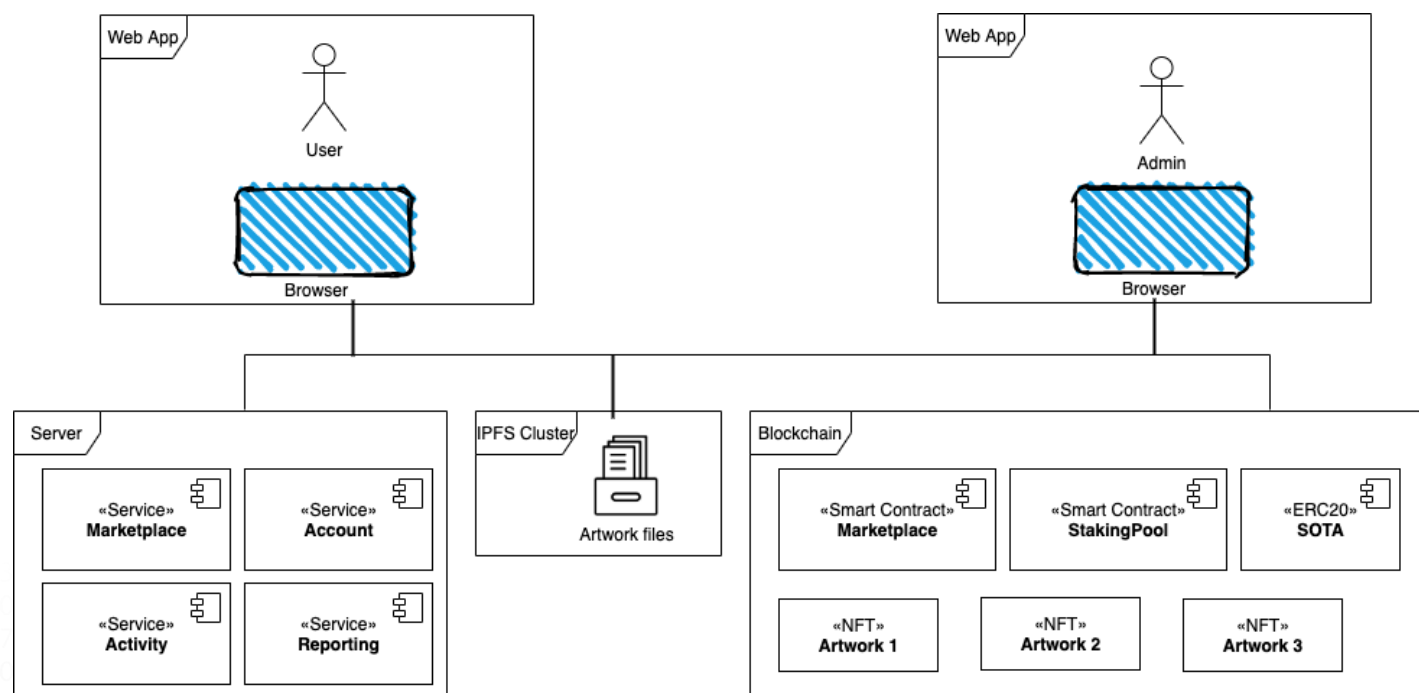 Web App
User
Browser
Web App
Admin
Browser
Server
«Service»
Marketplace
«Service»
Account
«Service»
Activity
«Service»
Reporting
IPFS Cluster
Artwork files
Blockchain
«Smart Contract»
Marketplace
«Smart Contract»
StakingPool
«ERC20»
SOTA
«NFT»
Artwork 1
«NFT»
Artwork 2
«NFT»
Artwork 3